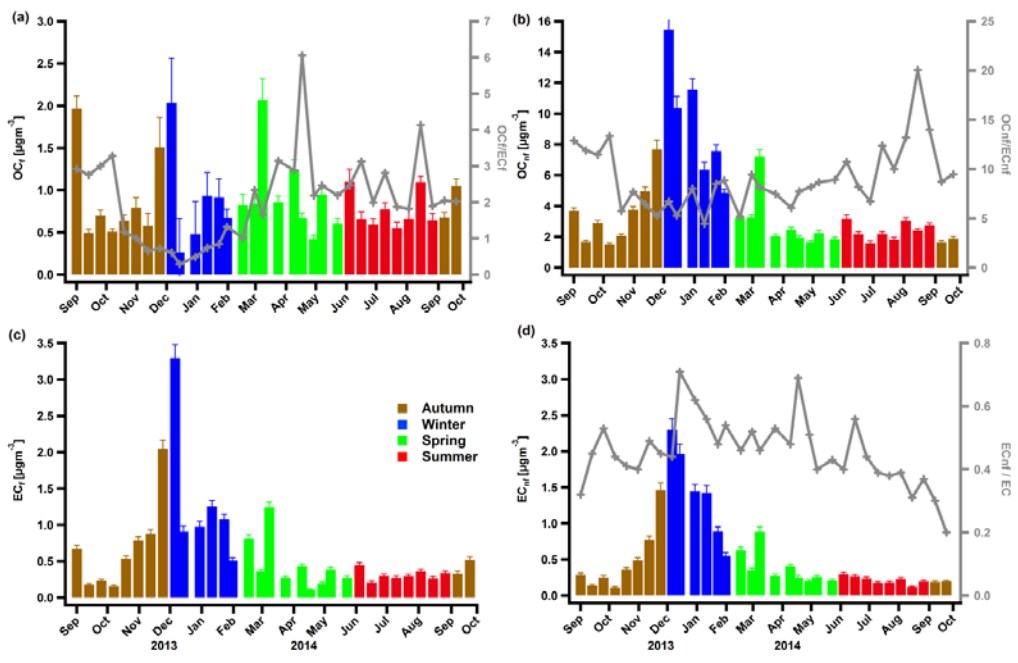 (a)
3.0
2.5
2.0
1.5
1.0
0.5
0.0
OCf [µgm-3]
7
6
5
4
3
2
1
0
OCf/ECf
Sep Oct Nov Dec Jan Feb Mar Apr May Jun Jul Aug Sep Oct
(b)
16
14
12
10
8
6
4
2
0
OCnf [µgm-3]
25
20
15
10
5
0
OCnf/ECnf
Sep Oct Nov Dec Jan Feb Mar Apr May Jun Jul Aug Sep Oct
(c)
3.5
3.0
2.5
2.0
1.5
1.0
0.5
0.0
ECf [µgm-3]
Autumn
Winter
Spring
Summer
Sep Oct Nov Dec Jan Feb Mar Apr May Jun Jul Aug Sep Oct
2013 2014
(d)
3.5
3.0
2.5
2.0
1.5
1.0
0.5
0.0
ECnf [µgm-3]
0.8
0.6
0.4
0.2
0.0
ECnf / EC
Sep Oct Nov Dec Jan Feb Mar Apr May Jun Jul Aug Sep Oct
2013 2014